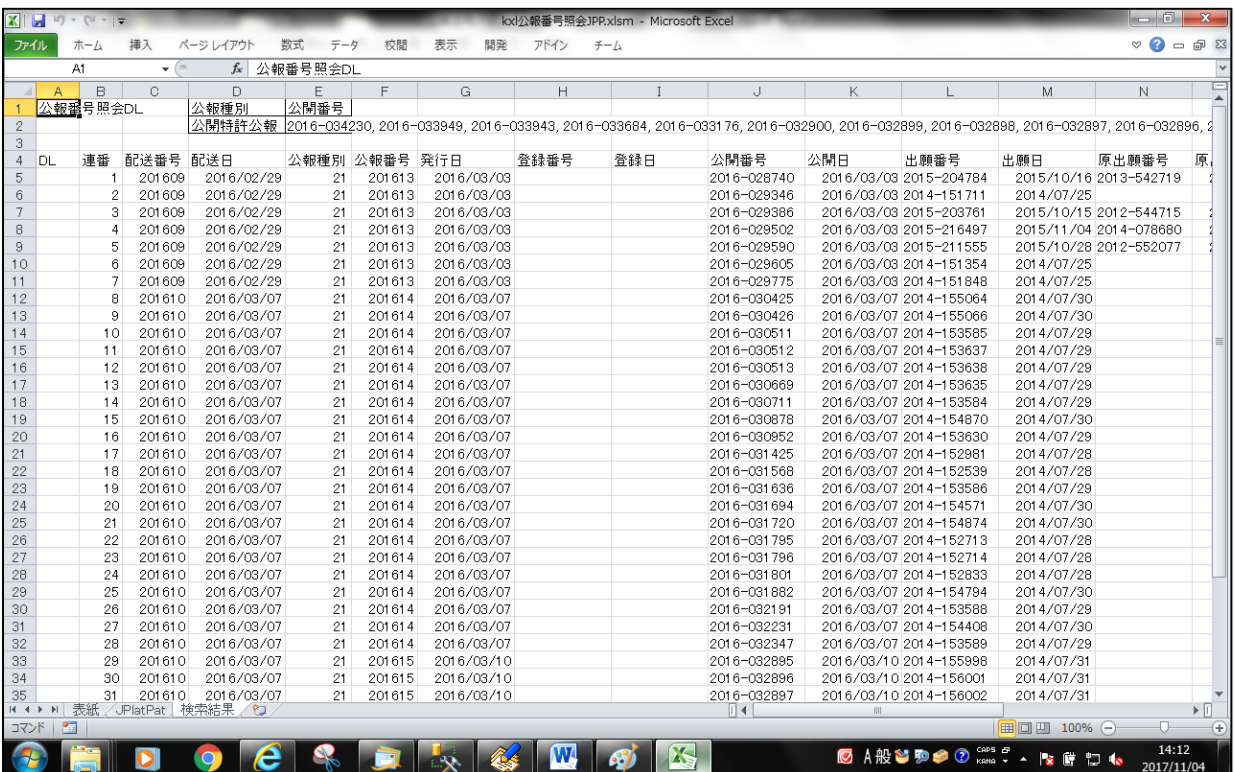 kxl公報番号照会JPP.xlsm - Microsoft Excel
ファイル ホーム 挿入 ページ レイアウト 数式 データ 校閲 表示 開発 アドイン チーム
A1 fx 公報番号照会DL
A B C D E F G H I J K L M N
1 公報番号照会DL 公報種別 公開番号
2 公開特許公報 2016-034230, 2016-033949, 2016-033943, 2016-033684, 2016-033176, 2016-032900, 2016-032899, 2016-032898, 2016-032897, 2016-032896, 2
3
4 DL 連番 配送番号 配送日 公報種別 公報番号 発行日 登録番号 登録日 公開番号 公開日 出願番号 出願日 原出願番号 原
5 1 201609 2016/02/29 21 201613 2016/03/03 2016-028740 2016/03/03 2015-204784 2015/10/16 2013-542719
6 2 201609 2016/02/29 21 201613 2016/03/03 2016-029346 2016/03/03 2014-151711 2014/07/25
7 3 201609 2016/02/29 21 201613 2016/03/03 2016-029386 2016/03/03 2015-203761 2015/10/15 2012-544715
8 4 201609 2016/02/29 21 201613 2016/03/03 2016-029502 2016/03/03 2015-216497 2015/11/04 2014-078680
9 5 201609 2016/02/29 21 201613 2016/03/03 2016-029590 2016/03/03 2015-211555 2015/10/28 2012-552077
10 6 201609 2016/02/29 21 201613 2016/03/03 2016-029605 2016/03/03 2014-151354 2014/07/25
11 7 201609 2016/02/29 21 201613 2016/03/03 2016-029775 2016/03/03 2014-151848 2014/07/25
12 8 201610 2016/03/07 21 201614 2016/03/07 2016-030425 2016/03/07 2014-155064 2014/07/30
13 9 201610 2016/03/07 21 201614 2016/03/07 2016-030426 2016/03/07 2014-155066 2014/07/30
14 10 201610 2016/03/07 21 201614 2016/03/07 2016-030511 2016/03/07 2014-153585 2014/07/29
15 11 201610 2016/03/07 21 201614 2016/03/07 2016-030512 2016/03/07 2014-153637 2014/07/29
16 12 201610 2016/03/07 21 201614 2016/03/07 2016-030513 2016/03/07 2014-153638 2014/07/29
17 13 201610 2016/03/07 21 201614 2016/03/07 2016-030669 2016/03/07 2014-153635 2014/07/29
18 14 201610 2016/03/07 21 201614 2016/03/07 2016-030711 2016/03/07 2014-153584 2014/07/29
19 15 201610 2016/03/07 21 201614 2016/03/07 2016-030878 2016/03/07 2014-154870 2014/07/30
20 16 201610 2016/03/07 21 201614 2016/03/07 2016-030952 2016/03/07 2014-153630 2014/07/29
21 17 201610 2016/03/07 21 201614 2016/03/07 2016-031425 2016/03/07 2014-152981 2014/07/28
22 18 201610 2016/03/07 21 201614 2016/03/07 2016-031568 2016/03/07 2014-152539 2014/07/28
23 19 201610 2016/03/07 21 201614 2016/03/07 2016-031636 2016/03/07 2014-153586 2014/07/29
24 20 201610 2016/03/07 21 201614 2016/03/07 2016-031694 2016/03/07 2014-154571 2014/07/30
25 21 201610 2016/03/07 21 201614 2016/03/07 2016-031720 2016/03/07 2014-154874 2014/07/30
26 22 201610 2016/03/07 21 201614 2016/03/07 2016-031795 2016/03/07 2014-152713 2014/07/28
27 23 201610 2016/03/07 21 201614 2016/03/07 2016-031796 2016/03/07 2014-152714 2014/07/28
28 24 201610 2016/03/07 21 201614 2016/03/07 2016-031801 2016/03/07 2014-152833 2014/07/28
29 25 201610 2016/03/07 21 201614 2016/03/07 2016-031882 2016/03/07 2014-154794 2014/07/30
30 26 201610 2016/03/07 21 201614 2016/03/07 2016-032191 2016/03/07 2014-153588 2014/07/29
31 27 201610 2016/03/07 21 201614 2016/03/07 2016-032231 2016/03/07 2014-154408 2014/07/30
32 28 201610 2016/03/07 21 201614 2016/03/07 2016-032347 2016/03/07 2014-153589 2014/07/29
33 29 201610 2016/03/07 21 201615 2016/03/10 2016-032895 2016/03/10 2014-155998 2014/07/31
34 30 201610 2016/03/07 21 201615 2016/03/10 2016-032896 2016/03/10 2014-156001 2014/07/31
35 31 201610 2016/03/07 21 201615 2016/03/10 2016-032897 2016/03/10 2014-156002 2014/07/31
表紙 JPlatPat 検索結果
コマンド 100%
A 般 CAPS KANA 14:12
2017/11/04